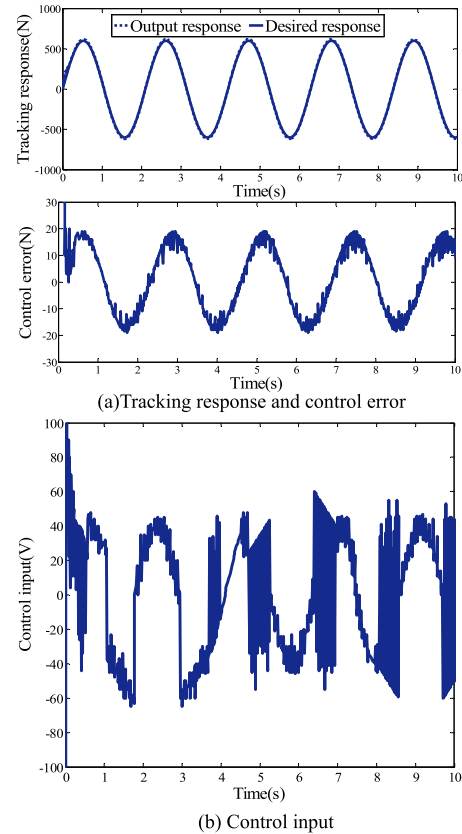 Output response Desired response
Tracking response(N)
1000
500
0
-500
-1000
0 1 2 3 4 5 6 7 8 9 10
Time(s)
Control error(N)
30
20
10
0
-10
-20
-30
0 1 2 3 4 5 6 7 8 9 10
Time(s)
(a)Tracking response and control error
Control input(V)
100
80
60
40
20
0
-20
-40
-60
-80
-100
0 1 2 3 4 5 6 7 8 9 10
Time(s)
(b) Control input